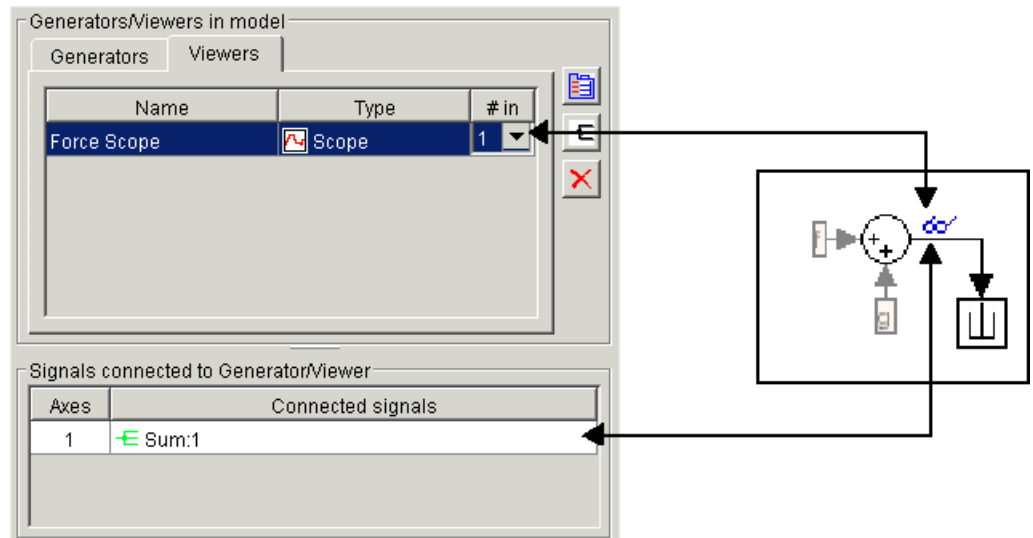 Generators/Viewers in model
Generators Viewers
Name Type # in
Force Scope Scope 1
+ +
g
Signals connected to Generator/Viewer
Axes Connected signals
1 Sum:1